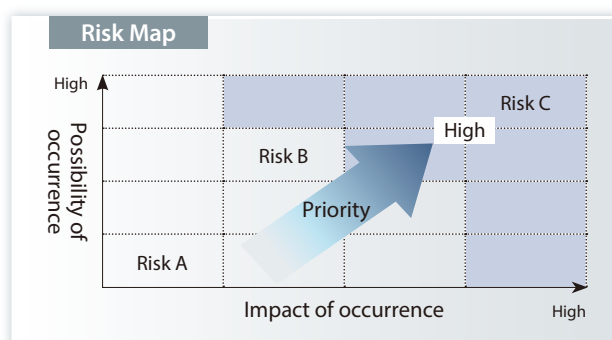 Risk Map
High
Possibility of
occurrence
Risk C
High
Risk B
Priority
Risk A
Impact of occurrence
High